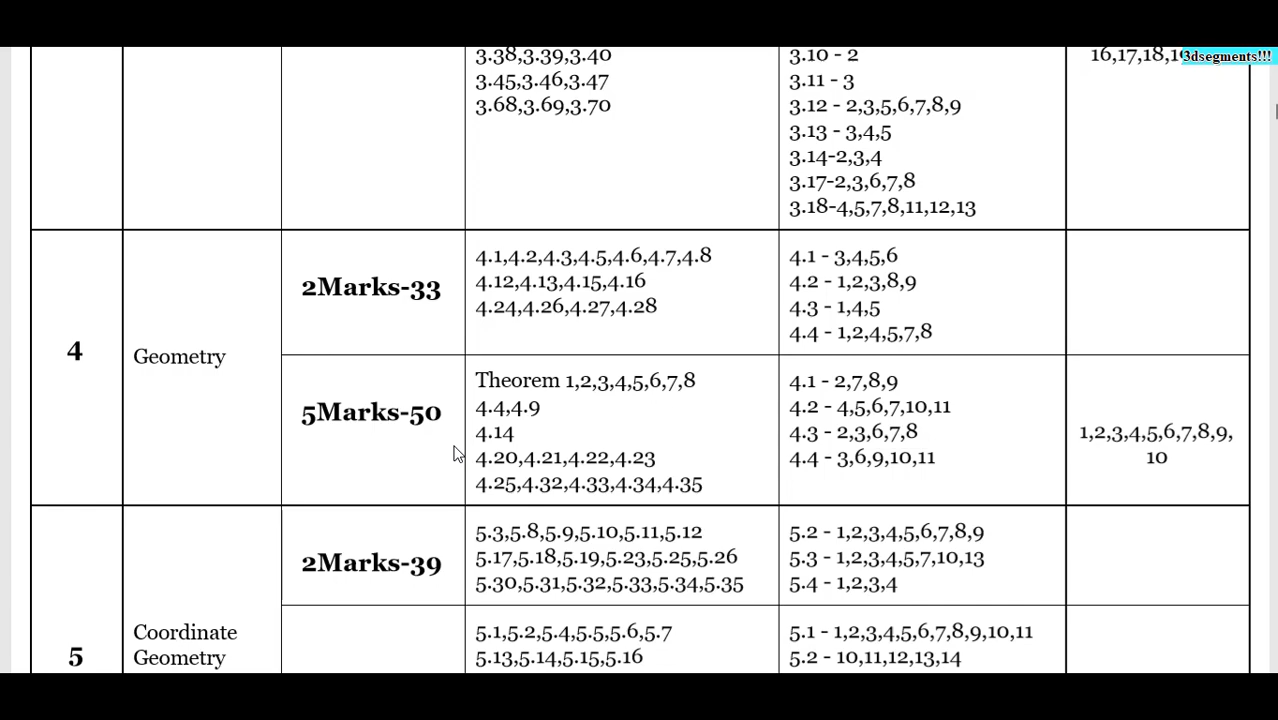 3.38,3.39,3.40
3.45,3.46,3.47
3.68,3.69,3.70
3.10 - 2
3.11 - 3
3.12 - 2,3,5,6,7,8,9
3.13 - 3,4,5
3.14-2,3,4
3.17-2,3,6,7,8
3.18-4,5,7,8,11,12,13
16,17,18,19
3dsegments!!!
4
Geometry
2Marks-33
4.1,4.2,4.3,4.5,4.6,4.7,4.8
4.12,4.13,4.15,4.16
4.24,4.26,4.27,4.28
4.1 - 3,4,5,6
4.2 - 1,2,3,8,9
4.3 - 1,4,5
4.4 - 1,2,4,5,7,8
5Marks-50
Theorem 1,2,3,4,5,6,7,8
4.4,4.9
4.14
4.20,4.21,4.22,4.23
4.25,4.32,4.33,4.34,4.35
4.1 - 2,7,8,9
4.2 - 4,5,6,7,10,11
4.3 - 2,3,6,7,8
4.4 - 3,6,9,10,11
1,2,3,4,5,6,7,8,9,
10
5
Coordinate
Geometry
2Marks-39
5.3,5.8,5.9,5.10,5.11,5.12
5.17,5.18,5.19,5.23,5.25,5.26
5.30,5.31,5.32,5.33,5.34,5.35
5.2 - 1,2,3,4,5,6,7,8,9
5.3 - 1,2,3,4,5,7,10,13
5.4 - 1,2,3,4
5.1,5.2,5.4,5.5,5.6,5.7
5.13,5.14,5.15,5.16
5.1 - 1,2,3,4,5,6,7,8,9,10,11
5.2 - 10,11,12,13,14